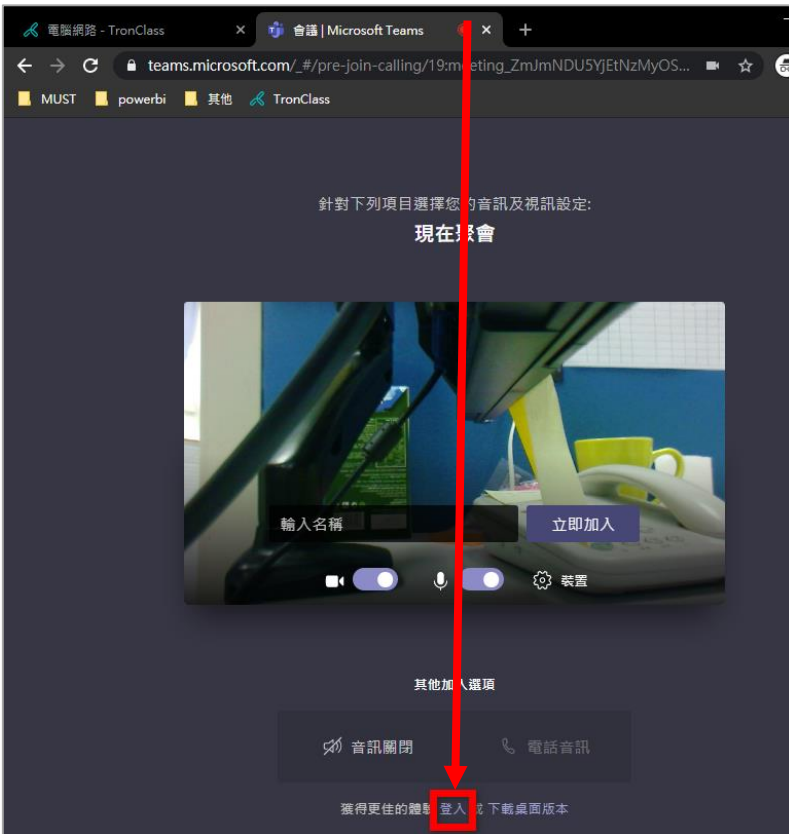 電腦網路 - TronClass
會議 | Microsoft Teams
teams.microsoft.com/_#/pre-join-calling/19:meeting_ZmJmNDU5YjEtNzMyOS...
MUST powerbi 其他 TronClass
針對下列項目選擇您的音訊及視訊設定:
現在聚會
輸入名稱 立即加入
裝置
其他加入選項
音訊關閉 電話音訊
獲得更佳的體驗 登入 或 下載桌面版本